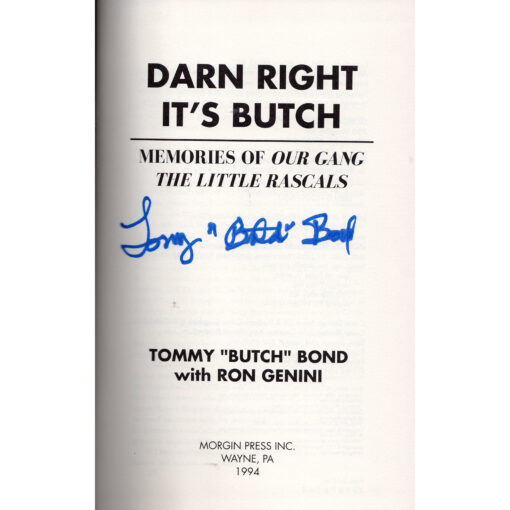 DARN RIGHT
IT'S BUTCH
MEMORIES OF OUR GANG
THE LITTLE RASCALS
Tommy "Butch" Bond
TOMMY "BUTCH" BOND
with RON GENINI
MORGIN PRESS INC.
WAYNE, PA
1994